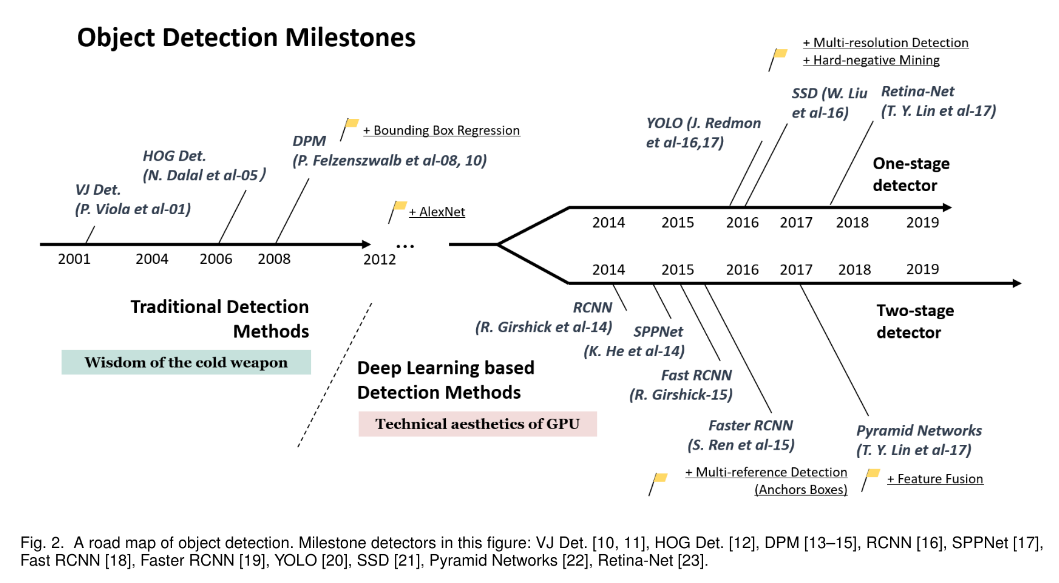 Object Detection Milestones
+ Multi-resolution Detection
+ Hard-negative Mining
SSD (W. Liu
et al-16)
Retina-Net
(T. Y. Lin et al-17)
YOLO (J. Redmon
et al-16,17)
+ Bounding Box Regression
DPM
(P. Felzenszwalb et al-08, 10)
HOG Det.
(N. Dalal et al-05)
VJ Det.
(P. Viola et al-01)
+ AlexNet
...
One-stage
detector
2014 2015 2016 2017 2018 2019
2001 2004 2006 2008 2012
2014 2015 2016 2017 2018 2019
Traditional Detection
Methods
Wisdom of the cold weapon
Two-stage
detector
RCNN
(R. Girshick et al-14)
SPPNet
(K. He et al-14)
Fast RCNN
(R. Girshick-15)
Deep Learning based
Detection Methods
Technical aesthetics of GPU
Faster RCNN
(S. Ren et al-15)
Pyramid Networks
(T. Y. Lin et al-17)
+ Multi-reference Detection
(Anchors Boxes)
+ Feature Fusion
Fig. 2. A road map of object detection. Milestone detectors in this figure: VJ Det. [10, 11], HOG Det. [12], DPM [13–15], RCNN [16], SPPNet [17],
Fast RCNN [18], Faster RCNN [19], YOLO [20], SSD [21], Pyramid Networks [22], Retina-Net [23].